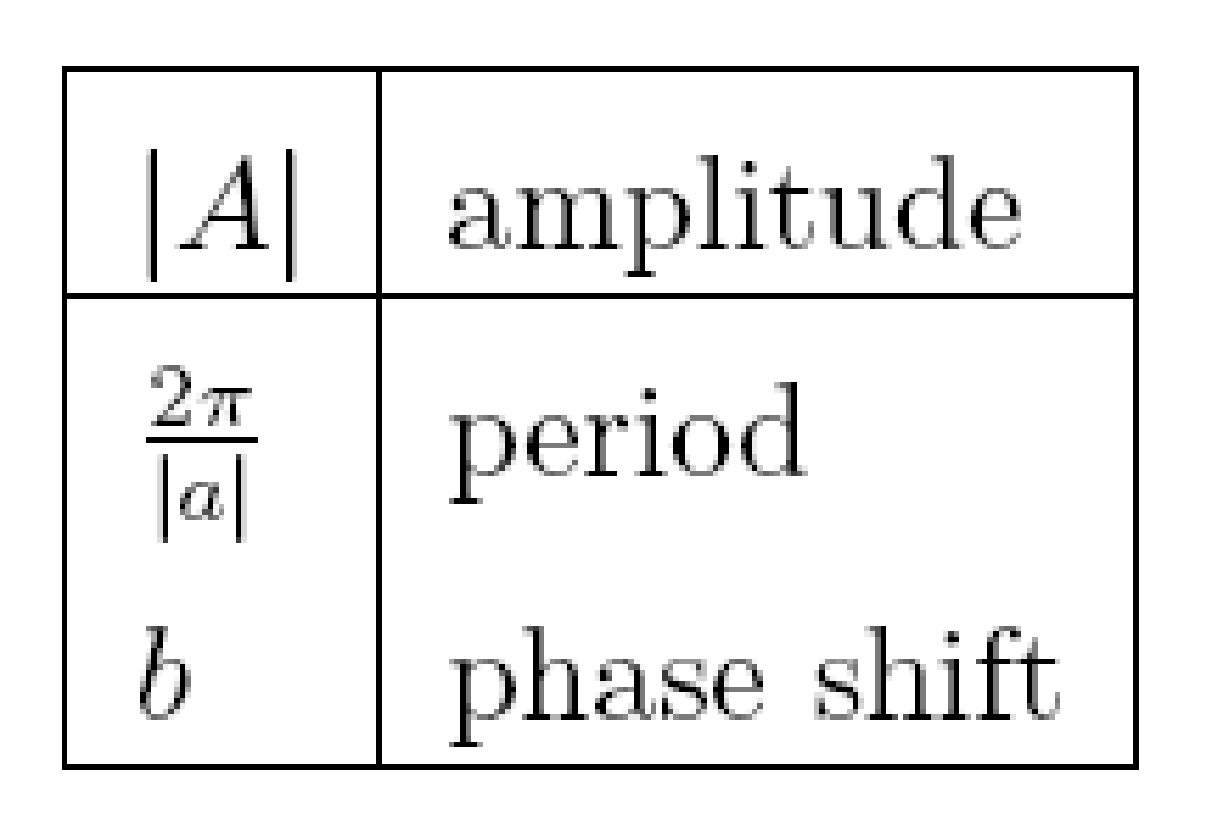 |A| amplitude
2π/|a| period
b phase shift